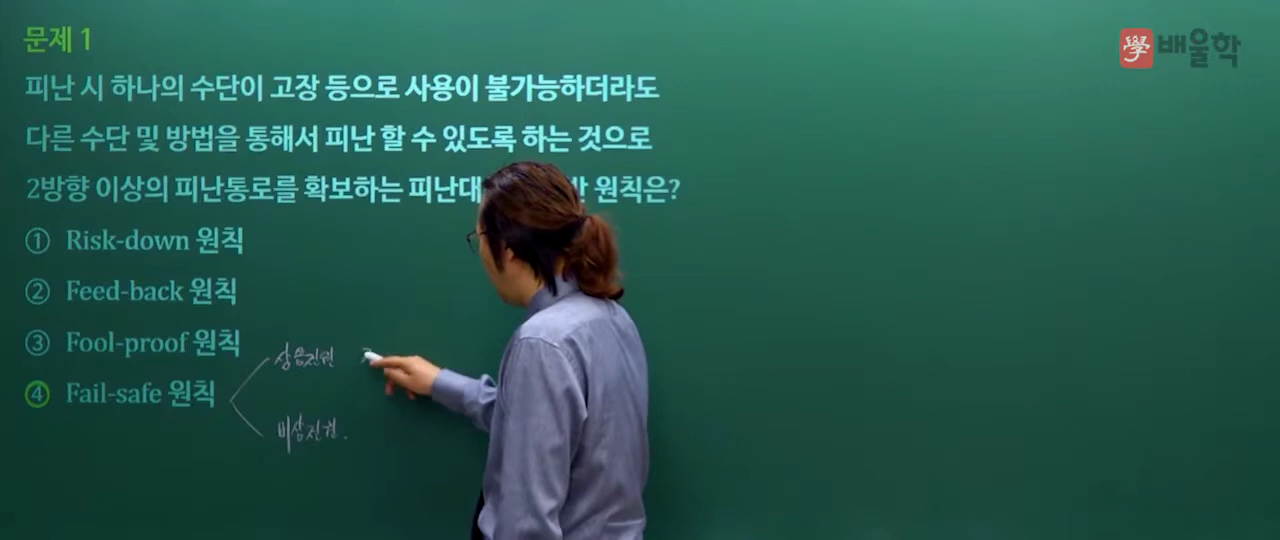 문제 1
學 배울학
피난 시 하나의 수단이 고장 등으로 사용이 불가능하더라도
다른 수단 및 방법을 통해서 피난 할 수 있도록 하는 것으로
2방향 이상의 피난통로를 확보하는 피난대 원칙은?
① Risk-down 원칙
② Feed-back 원칙
③ Fool-proof 원칙
④ Fail-safe 원칙
상용전원
비상전원.